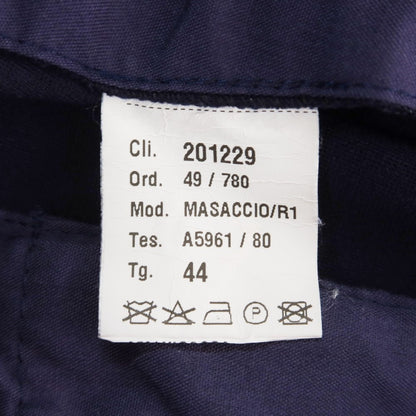 Cli. 201229
Ord. 49 / 780
Mod. MASACCIO/R1
Tes. A5961 / 80
Tg. 44
P